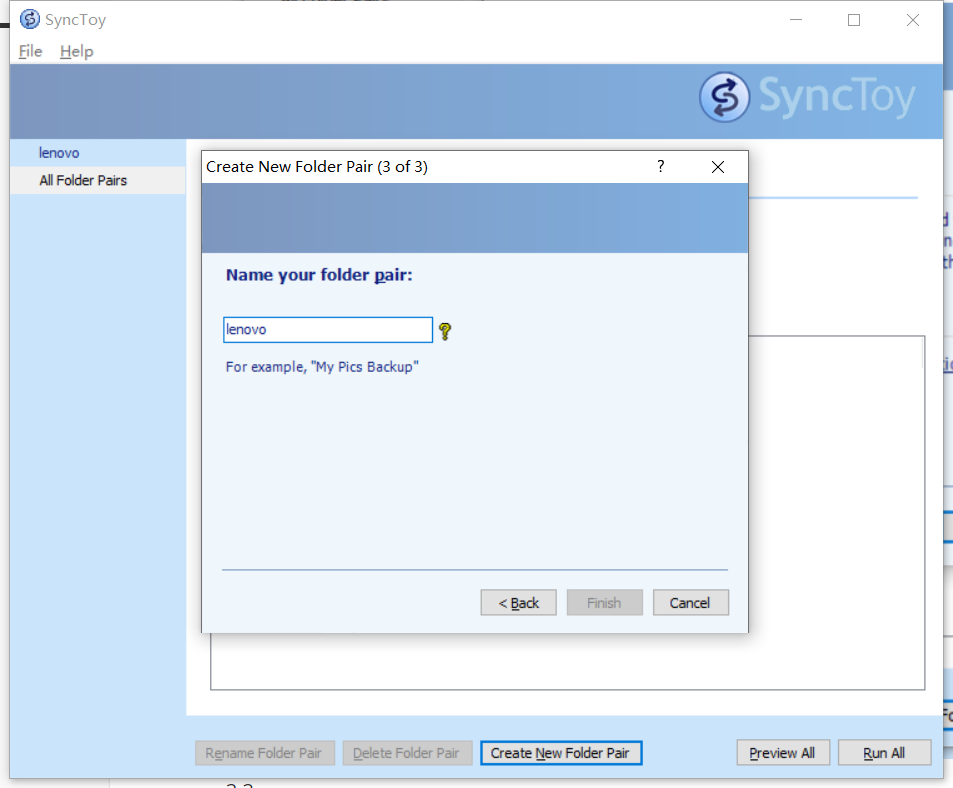 SyncToy
File Help
SyncToy
lenovo
All Folder Pairs
Create New Folder Pair (3 of 3)
?
Name your folder pair:
lenovo
?
For example, "My Pics Backup"
< Back Finish Cancel
Rename Folder Pair Delete Folder Pair Create New Folder Pair Preview All Run All